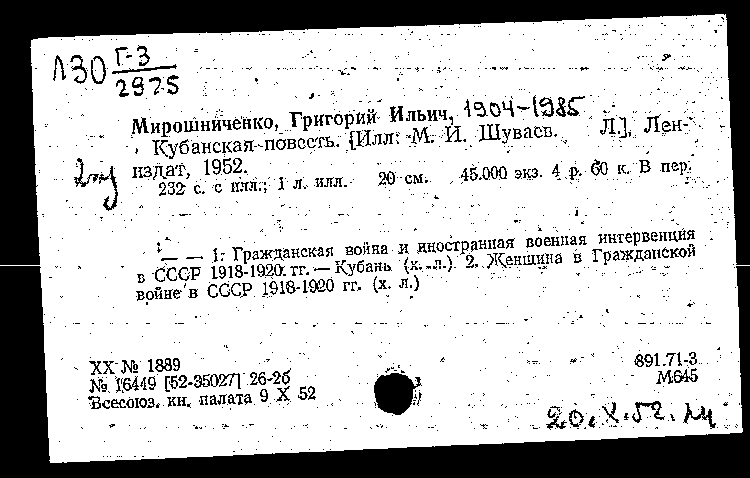 Л30 Г-3
2975
Мирошниченко, Григорий Ильич, 1904-1985
Кубанская повесть. [Илл: М. И. Шуваев. Л.], Лен-
издат, 1952.
232 с. с илл.; 1 л. илл. 20 см. 45.000 экз. 4 р. 60 к. В пер.
— — 1. Гражданская война и иностранная военная интервенция
в СССР 1918-1920 гг. — Кубань (х. л.) 2. Женщина в Гражданской
войне в СССР 1918-1920 гг. (х. л.)
XX № 1889 891.71-3
№ 16449 [52-35027] 26-2б М645
Всесоюз. кн. палата 9 X 52
20.X.52.